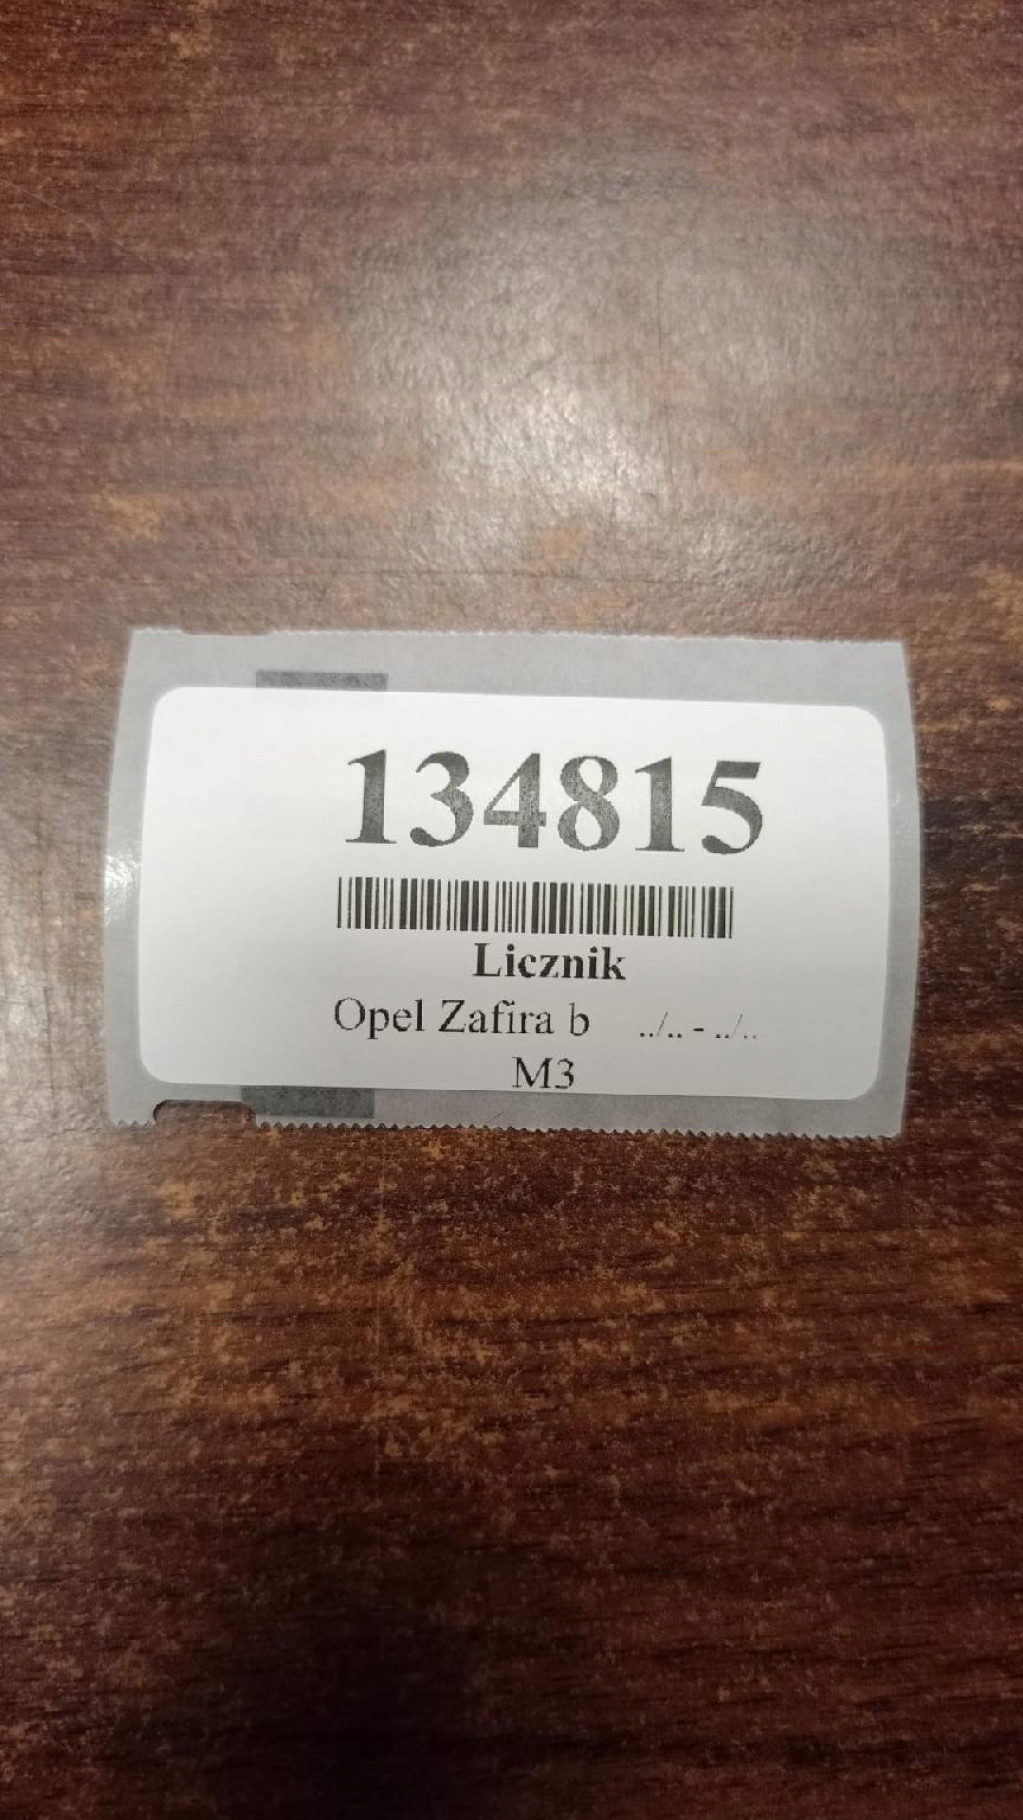 134815
Licznik
Opel Zafira b ../.. - ../..
M3